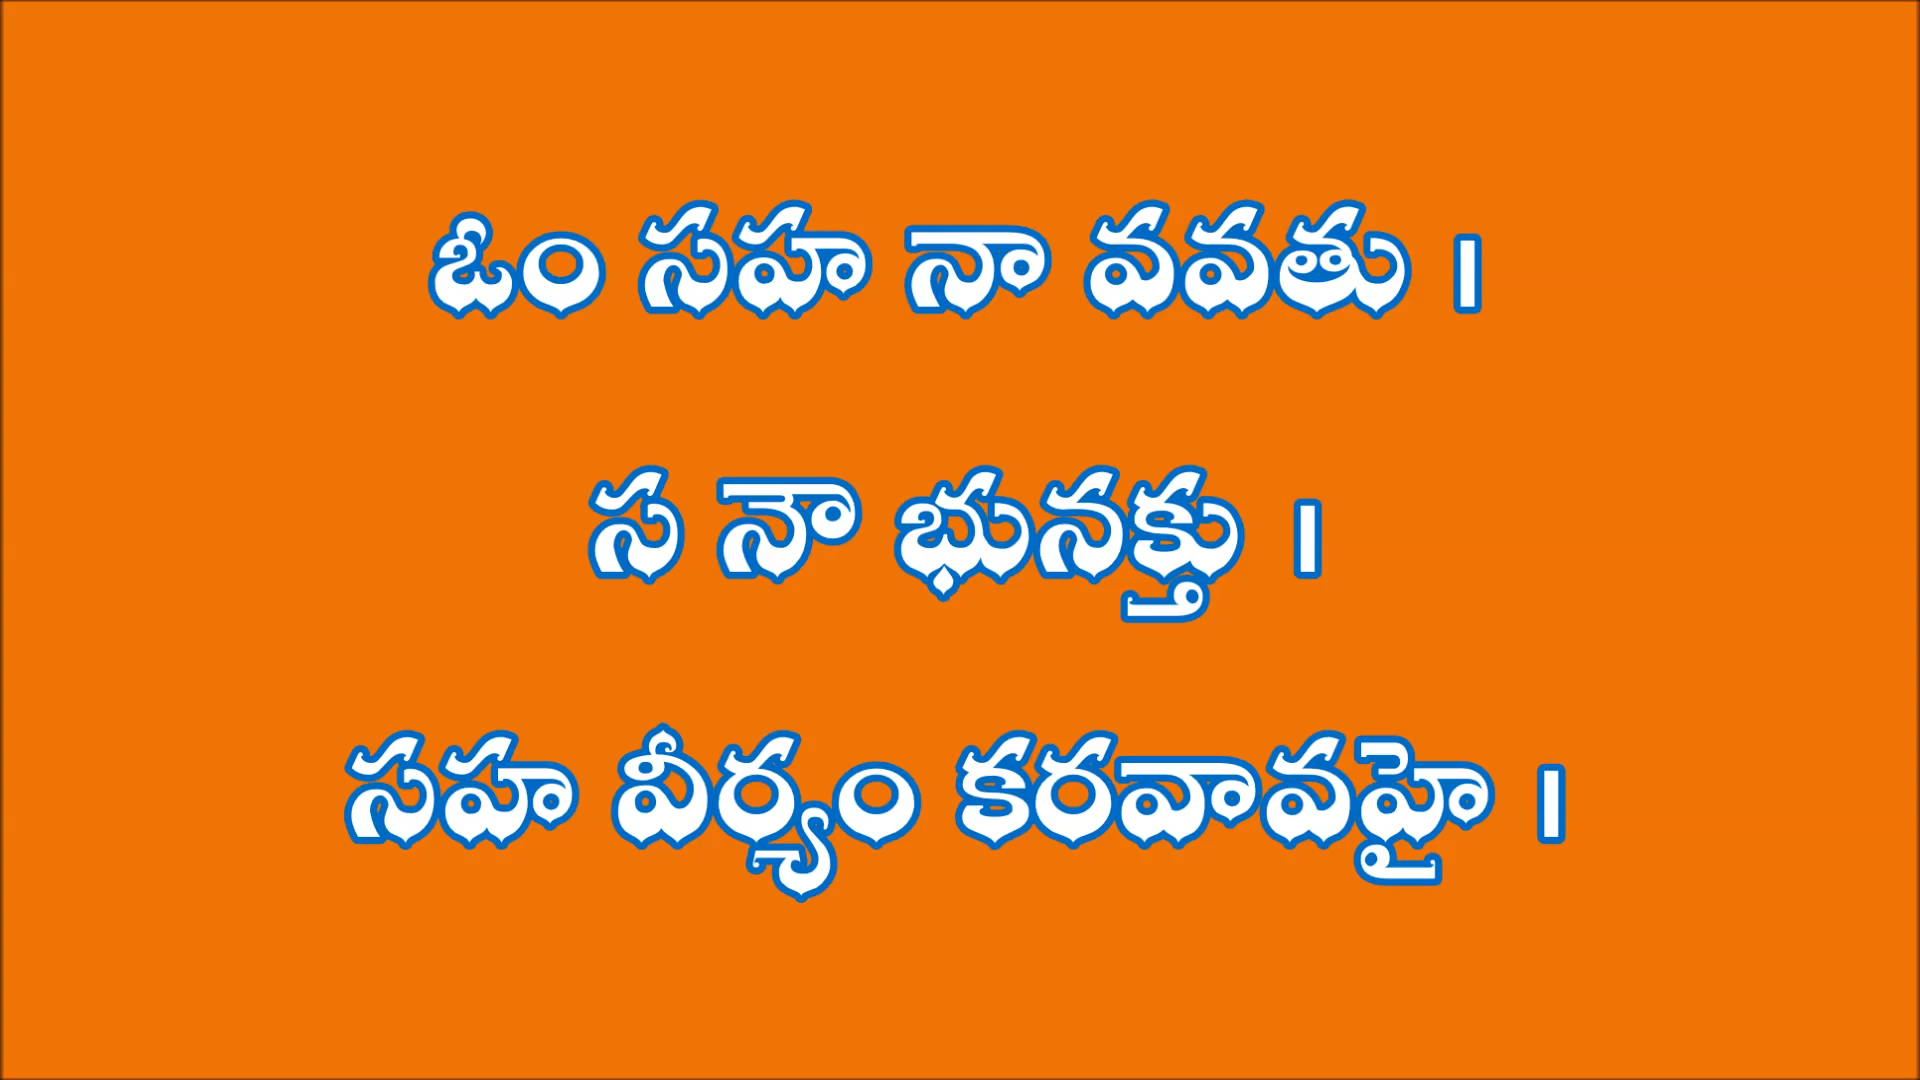 ఓం సహ నా వవతు ।
స నౌ భునక్తు ।
సహ వీర్యం కరవావహై ।